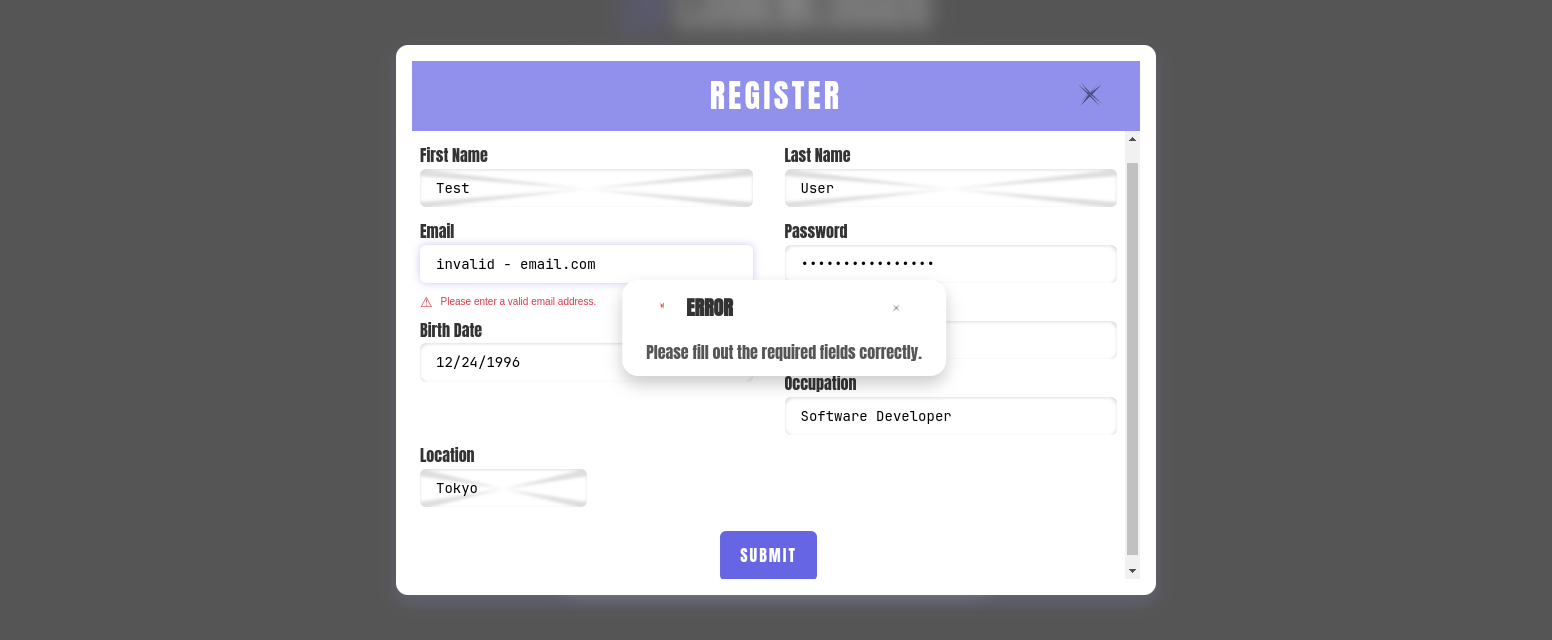 REGISTER
First Name
Last Name
Test
User
Email
Password
invalid - email.com
••••••••••••••••
⚠ Please enter a valid email address.
ERROR
Please fill out the required fields correctly.
Birth Date
12/24/1996
Occupation
Software Developer
Location
Tokyo
SUBMIT